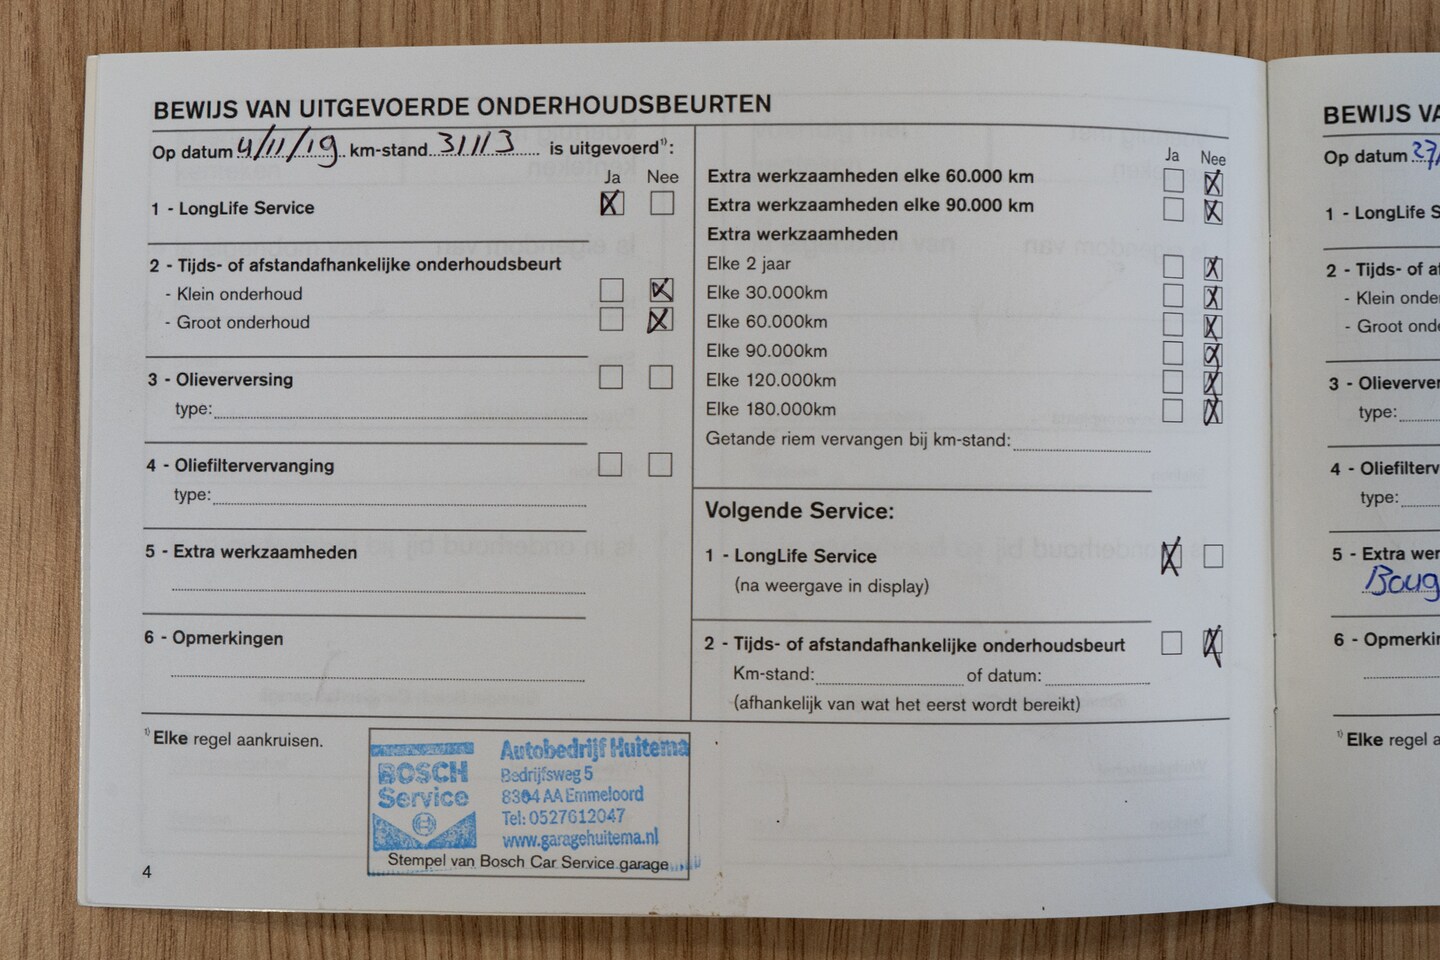 BEWIJS VAN UITGEVOERDE ONDERHOUDSBEURTEN
Op datum 4/11/19 km-stand 31113 is uitgevoerd¹⁾:
Ja Nee
1 - LongLife Service
2 - Tijds- of afstandafhankelijke onderhoudsbeurt
- Klein onderhoud
- Groot onderhoud
3 - Olieverversing
type:
4 - Oliefiltervervanging
type:
5 - Extra werkzaamheden
6 - Opmerkingen
Ja Nee
Extra werkzaamheden elke 60.000 km
Extra werkzaamheden elke 90.000 km
Extra werkzaamheden
Elke 2 jaar
Elke 30.000km
Elke 60.000km
Elke 90.000km
Elke 120.000km
Elke 180.000km
Getande riem vervangen bij km-stand:
Volgende Service:
1 - LongLife Service
(na weergave in display)
2 - Tijds- of afstandafhankelijke onderhoudsbeurt
Km-stand: of datum:
(afhankelijk van wat het eerst wordt bereikt)
¹⁾ Elke regel aankruisen.
BOSCH
Service
Autobedrijf Huitema
Bedrijfsweg 5
8304 AA Emmeloord
Tel: 0527612047
www.garagehuitema.nl
Stempel van Bosch Car Service garage
4
BEWIJS
Op datum 27/
1 - LongLife
2 - Tijds- of
- Klein
- Groot
3 -
type:
4 -
type:
5 - Extra
6 -
¹⁾ Elke regel